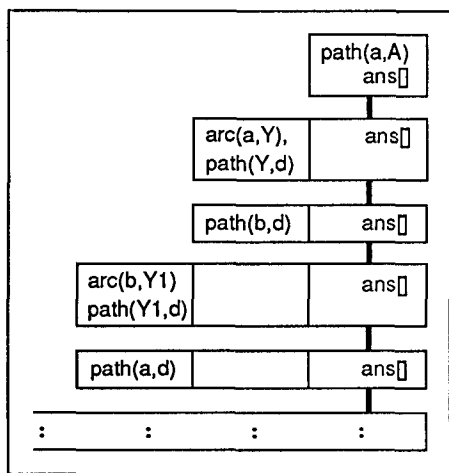 path(a,A)
ans[]
arc(a,Y), ans[]
path(Y,d)
path(b,d) ans[]
arc(b,Y1) ans[]
path(Y1,d)
path(a,d) ans[]
: : : :